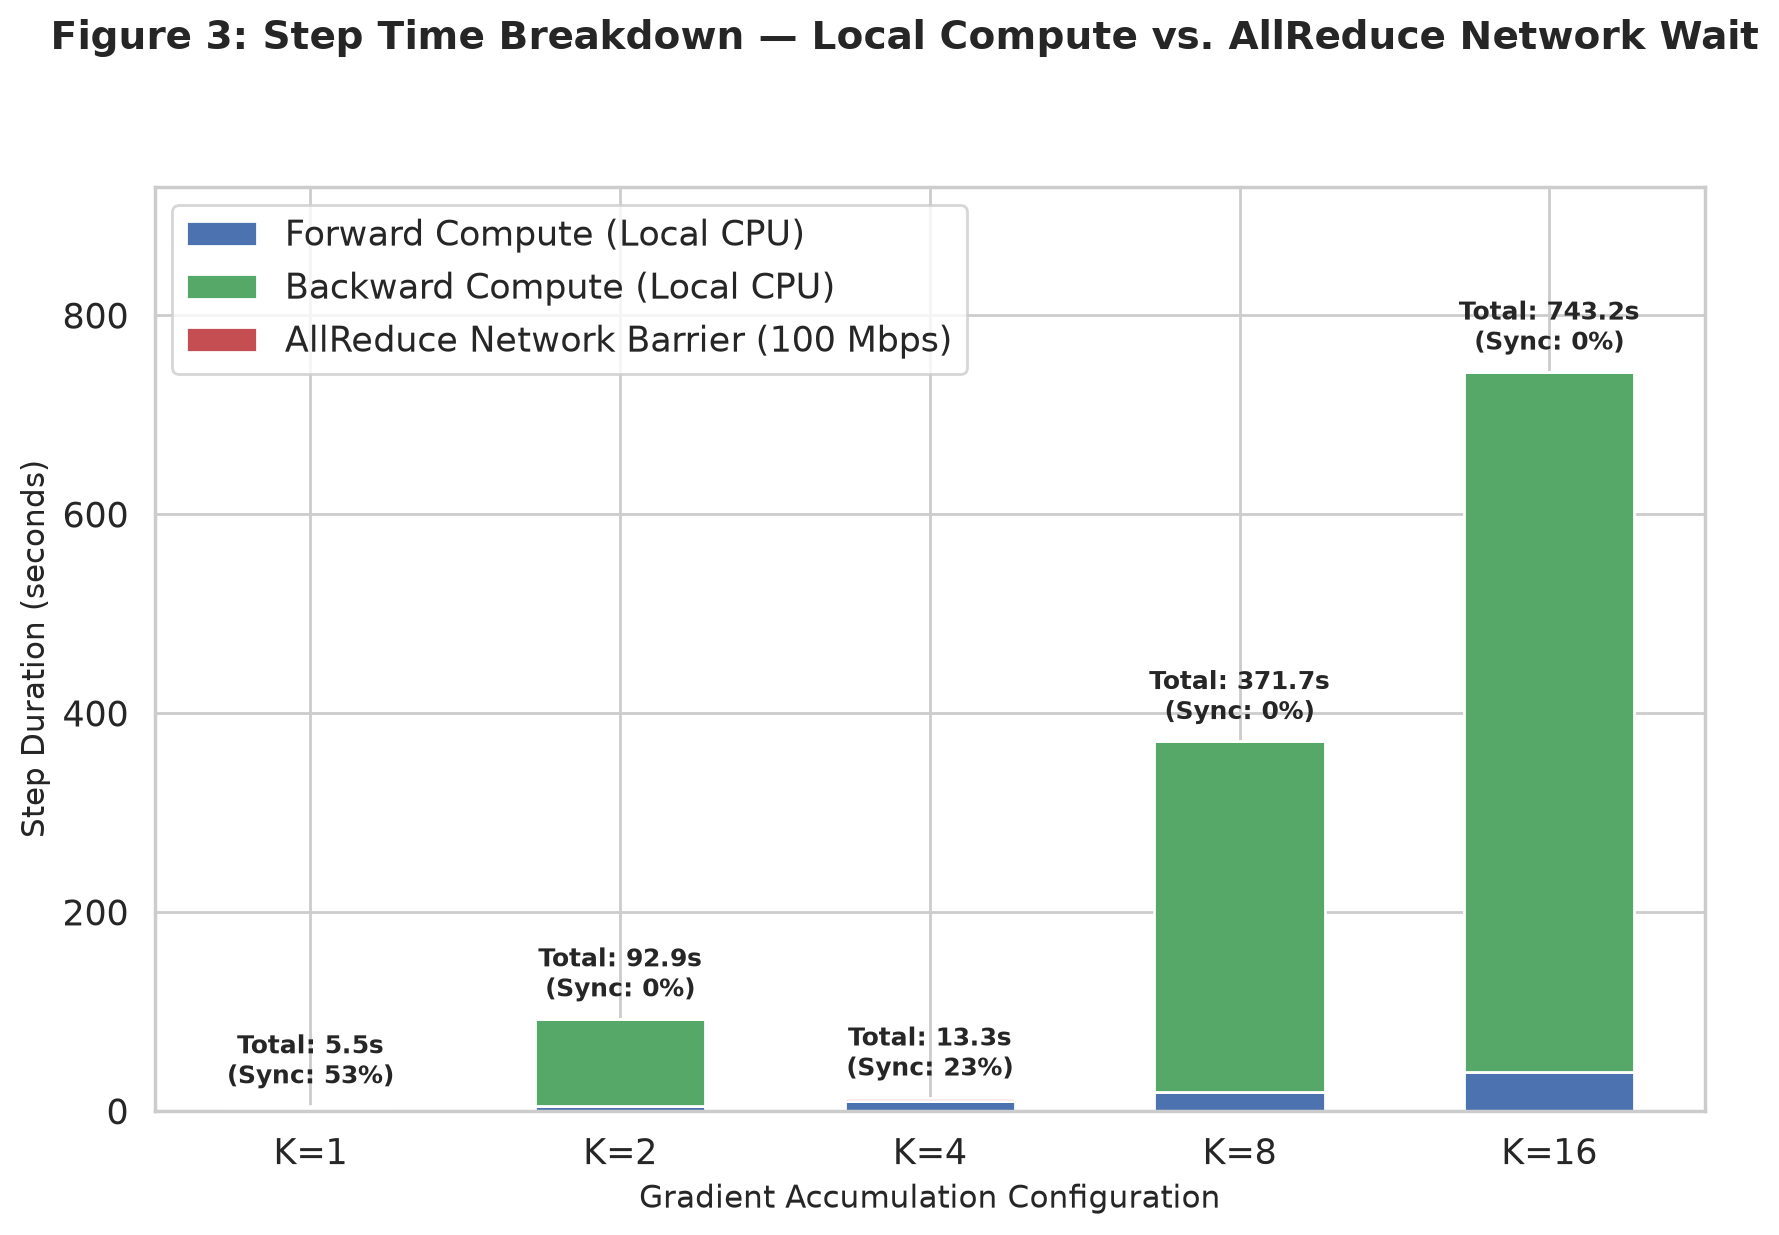 Figure 3: Step Time Breakdown — Local Compute vs. AllReduce Network Wait
Forward Compute (Local CPU)
Backward Compute (Local CPU)
AllReduce Network Barrier (100 Mbps)
Step Duration (seconds)
800
600
400
200
0
Total: 5.5s
(Sync: 53%)
Total: 92.9s
(Sync: 0%)
Total: 13.3s
(Sync: 23%)
Total: 371.7s
(Sync: 0%)
Total: 743.2s
(Sync: 0%)
K=1
K=2
K=4
K=8
K=16
Gradient Accumulation Configuration